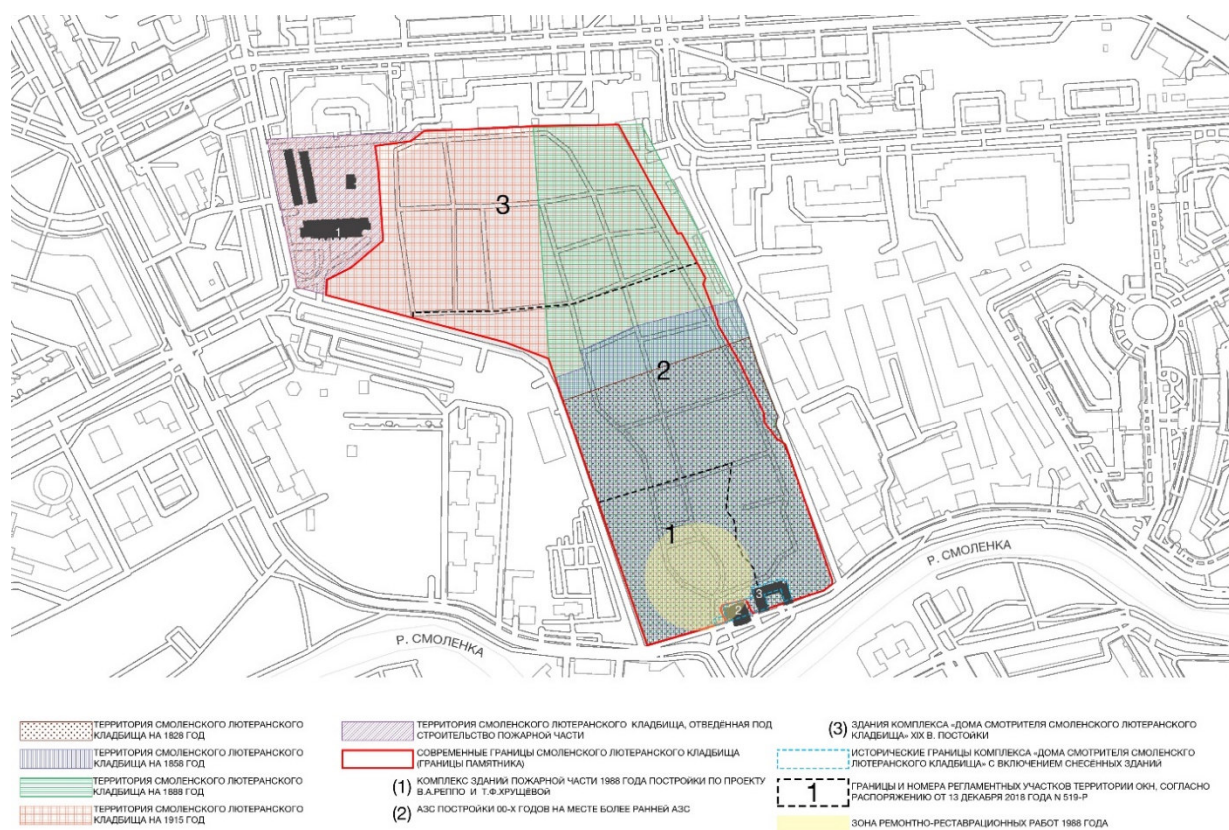 3
1
2
1
3
2
Р. СМОЛЕНКА
Р. СМОЛЕНКА
ТЕРРИТОРИЯ СМОЛЕНСКОГО ЛЮТЕРАНСКОГО
КЛАДБИЩА НА 1828 ГОД
ТЕРРИТОРИЯ СМОЛЕНСКОГО ЛЮТЕРАНСКОГО
КЛАДБИЩА НА 1858 ГОД
ТЕРРИТОРИЯ СМОЛЕНСКОГО ЛЮТЕРАНСКОГО
КЛАДБИЩА НА 1888 ГОД
ТЕРРИТОРИЯ СМОЛЕНСКОГО ЛЮТЕРАНСКОГО
КЛАДБИЩА НА 1915 ГОД
ТЕРРИТОРИЯ СМОЛЕНСКОГО ЛЮТЕРАНСКОГО КЛАДБИЩА, ОТВЕДЕННАЯ ПОД
СТРОИТЕЛЬСТВО ПОЖАРНОЙ ЧАСТИ
СОВРЕМЕННЫЕ ГРАНИЦЫ СМОЛЕНСКОГО ЛЮТЕРАНСКОГО КЛАДБИЩА
(ГРАНИЦЫ ПАМЯТНИКА)
(1) КОМПЛЕКС ЗДАНИЙ ПОЖАРНОЙ ЧАСТИ 1988 ГОДА ПОСТРОЙКИ ПО ПРОЕКТУ
В.А.РЕППО И Т.Ф.ХРУЩЁВОЙ
(2) АЗС ПОСТРОЙКИ 00-Х ГОДОВ НА МЕСТЕ БОЛЕЕ РАННЕЙ АЗС
(3) ЗДАНИЯ КОМПЛЕКСА «ДОМА СМОТРИТЕЛЯ СМОЛЕНСКОГО ЛЮТЕРАНСКОГО
КЛАДБИЩА» XIX В. ПОСТОЙКИ
ИСТОРИЧЕСКИЕ ГРАНИЦЫ КОМПЛЕКСА «ДОМА СМОТРИТЕЛЯ СМОЛЕНСКГО
ЛЮТЕРАНСКОГО КЛАДБИЩА» С ВКЛЮЧЕНИЕМ СНЕСЁННЫХ ЗДАНИЙ
1 ГРАНИЦЫ И НОМЕРА РЕГЛАМЕНТНЫХ УЧАСТКОВ ТЕРРИТОРИИ ОКН, СОГЛАСНО
РАСПОРЯЖЕНИЮ ОТ 13 ДЕКАБРЯ 2018 ГОДА N 519-Р
ЗОНА РЕМОНТНО-РЕСТАВРАЦИОННЫХ РАБОТ 1988 ГОДА